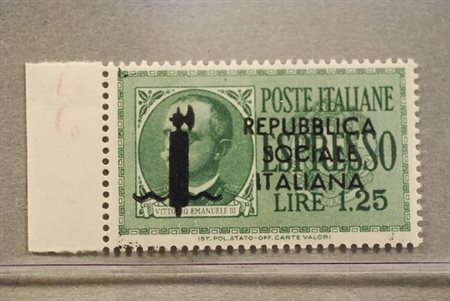 POSTE ITALIANE
REPUBBLICA
ESPRESSO
SOCIALE
ITALIANA
LIRE 1.25
VITTORIO EMANUELE III
IST. POL. STATO - OFF. CARTE VALORI